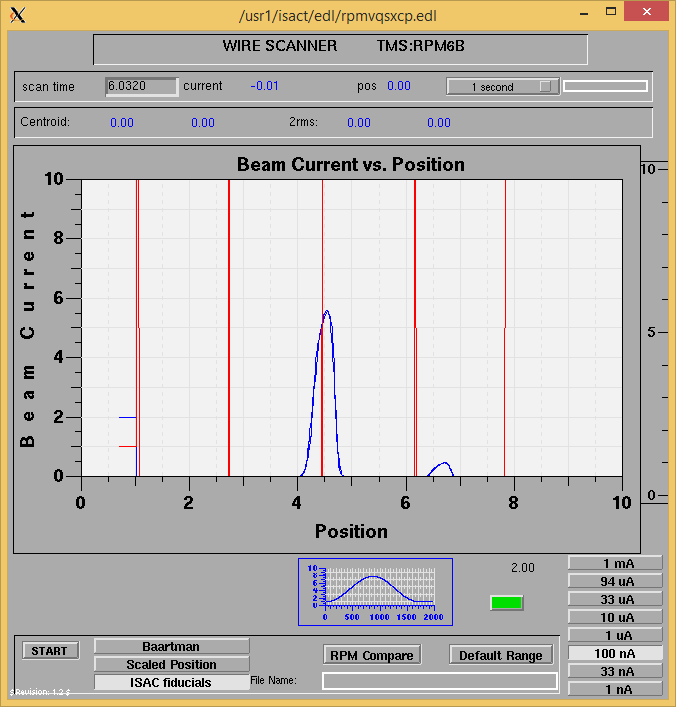 /usr1/isact/edl/rpmvqsxcp.edl
WIRE SCANNER TMS:RPM6B
scan time 6.0320 current -0.01 pos 0.00 1 second
Centroid: 0.00 0.00 2rms: 0.00 0.00
Beam Current vs. Position
10
8
6
4
2
0
Beam Current
10
5
0
0 2 4 6 8 10
Position
10
8
6
4
2
0
0 500 1000 1500 2000
2.00
1 mA
94 uA
33 uA
10 uA
1 uA
100 nA
33 nA
1 nA
START
Baartman
Scaled Position
ISAC fiducials
RPM Compare
Default Range
File Name:
$Revision: 1.2 $